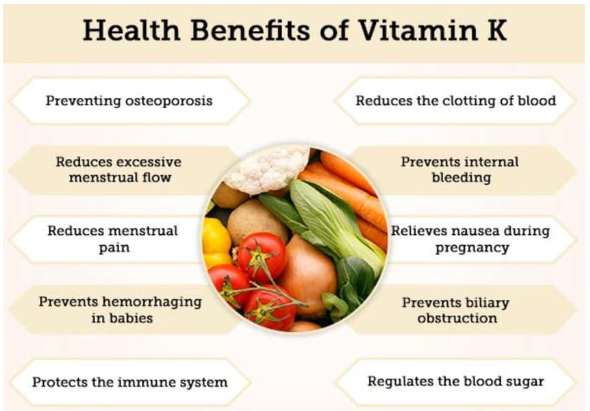 Health Benefits of Vitamin K
Preventing osteoporosis
Reduces the clotting of blood
Reduces excessive
menstrual flow
Prevents internal
bleeding
Reduces menstrual
pain
Relieves nausea during
pregnancy
Prevents hemorrhaging
in babies
Prevents biliary
obstruction
Protects the immune system
Regulates the blood sugar